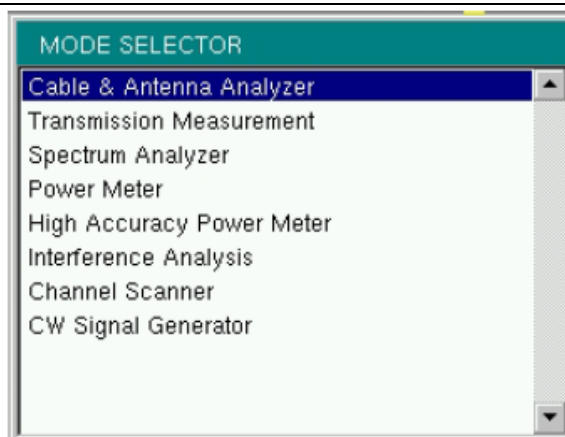 MODE SELECTOR
Cable & Antenna Analyzer
Transmission Measurement
Spectrum Analyzer
Power Meter
High Accuracy Power Meter
Interference Analysis
Channel Scanner
CW Signal Generator